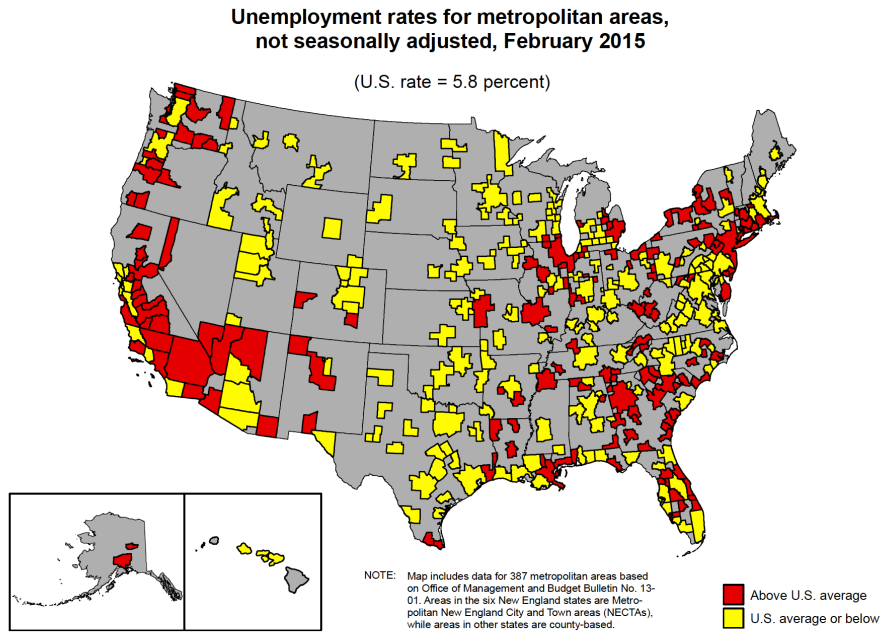 Unemployment rates for metropolitan areas,
not seasonally adjusted, February 2015
(U.S. rate = 5.8 percent)
NOTE: Map includes data for 387 metropolitan areas based
on Office of Management and Budget Bulletin No. 13-
01. Areas in the six New England states are Metro-
politan New England City and Town areas (NECTAs),
while areas in other states are county-based.
Above U.S. average
U.S. average or below